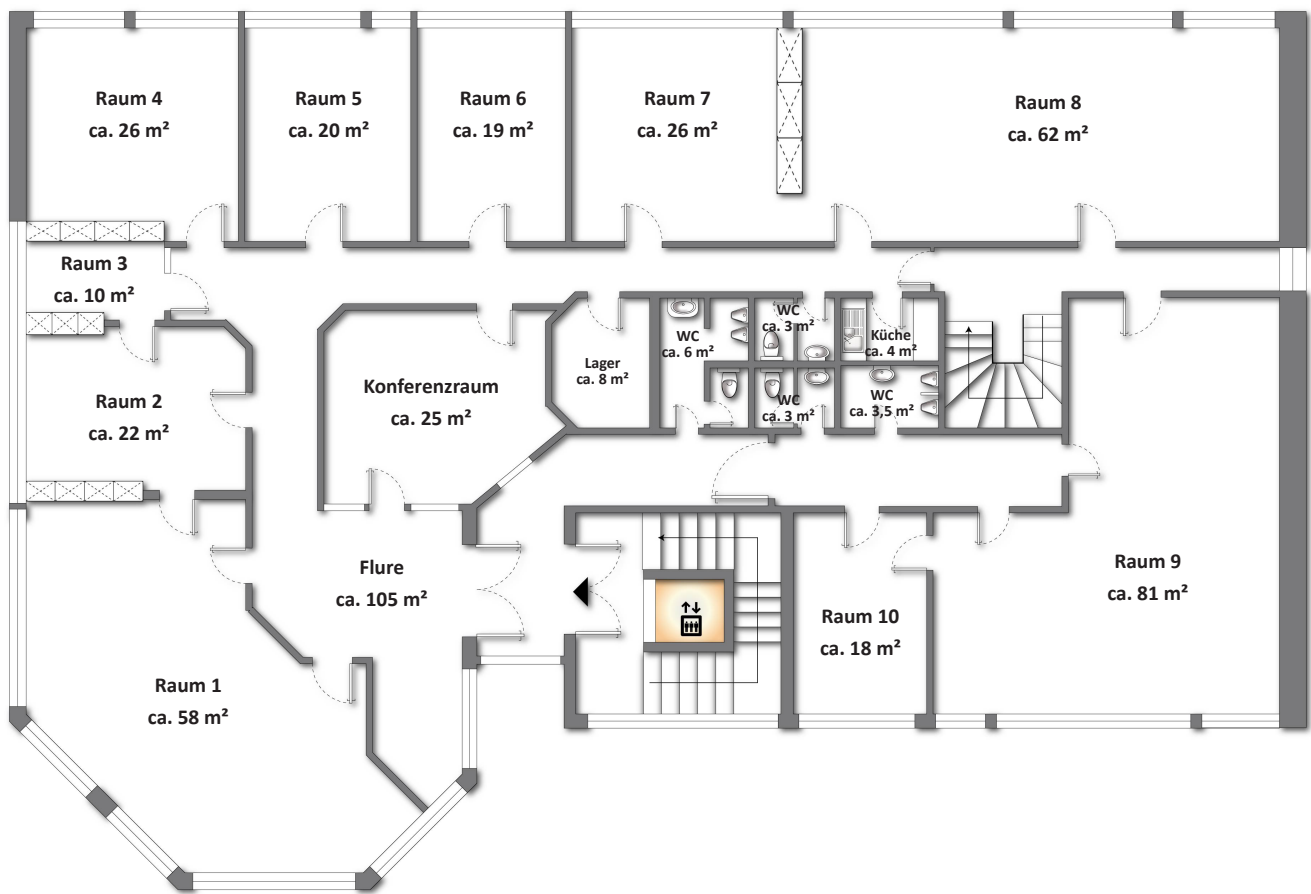 Raum 4
ca. 26 m²
Raum 5
ca. 20 m²
Raum 6
ca. 19 m²
Raum 7
ca. 26 m²
Raum 8
ca. 62 m²
Raum 3
ca. 10 m²
Raum 2
ca. 22 m²
Konferenzraum
ca. 25 m²
Lager
ca. 8 m²
WC
ca. 6 m²
WC
ca. 3 m²
Küche
ca. 4 m²
WC
ca. 3 m²
WC
ca. 3,5 m²
Flure
ca. 105 m²
Raum 9
ca. 81 m²
Raum 10
ca. 18 m²
Raum 1
ca. 58 m²